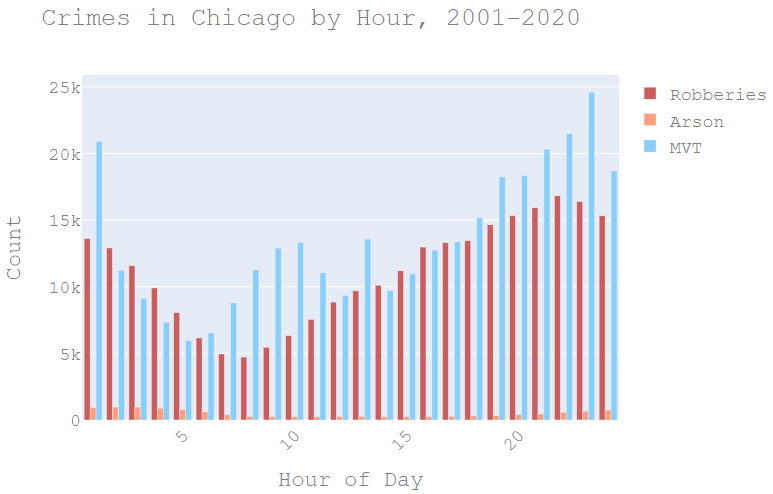 Crimes in Chicago by Hour, 2001-2020
Robberies
Arson
MVT
Count
25k
20k
15k
10k
5k
0
5
10
15
20
Hour of Day